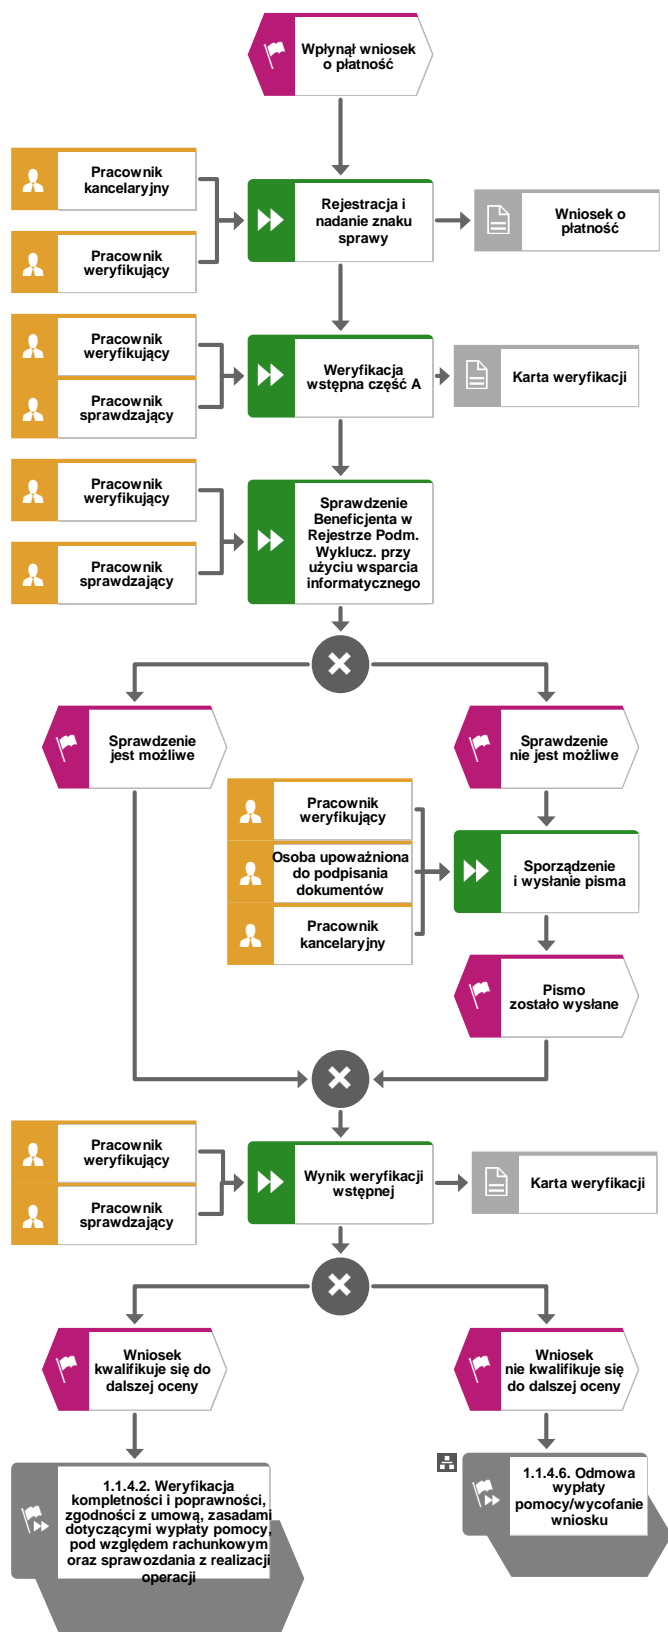 Wpłynął wniosek
o płatność
Pracownik
kancelaryjny
Pracownik
weryfikujący
Rejestracja i
nadanie znaku
sprawy
Wniosek o
płatność
Pracownik
weryfikujący
Pracownik
sprawdzający
Weryfikacja
wstępna część A
Karta weryfikacji
Pracownik
weryfikujący
Pracownik
sprawdzający
Sprawdzenie
Beneficjenta w
Rejestrze Podm.
Wyklucz. przy
użyciu wsparcia
informatycznego
Sprawdzenie
jest możliwe
Sprawdzenie
nie jest możliwe
Pracownik
weryfikujący
Osoba upoważniona
do podpisania
dokumentów
Pracownik
kancelaryjny
Sporządzenie
i wysłanie pisma
Pismo
zostało wysłane
Pracownik
weryfikujący
Pracownik
sprawdzający
Wynik weryfikacji
wstępnej
Karta weryfikacji
Wniosek
kwalifikuje się do
dalszej oceny
Wniosek
nie kwalifikuje się
do dalszej oceny
1.1.4.2. Weryfikacja
kompletności i poprawności,
zgodności z umową, zasadami
dotyczącymi wypłaty pomocy,
pod względem rachunkowym
oraz sprawozdania z realizacji
operacji
1.1.4.6. Odmowa
wypłaty
pomocy/wycofanie
wniosku